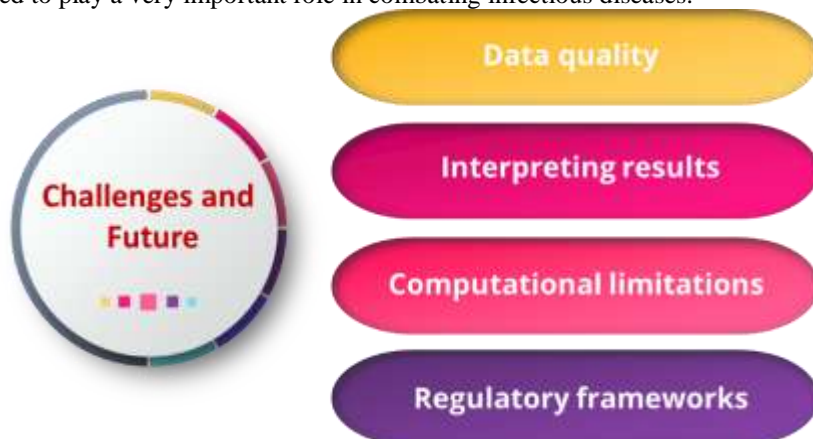 to play a very important role in combating infectious diseases.
Challenges and
Future
Data quality
Interpreting results
Computational limitations
Regulatory frameworks